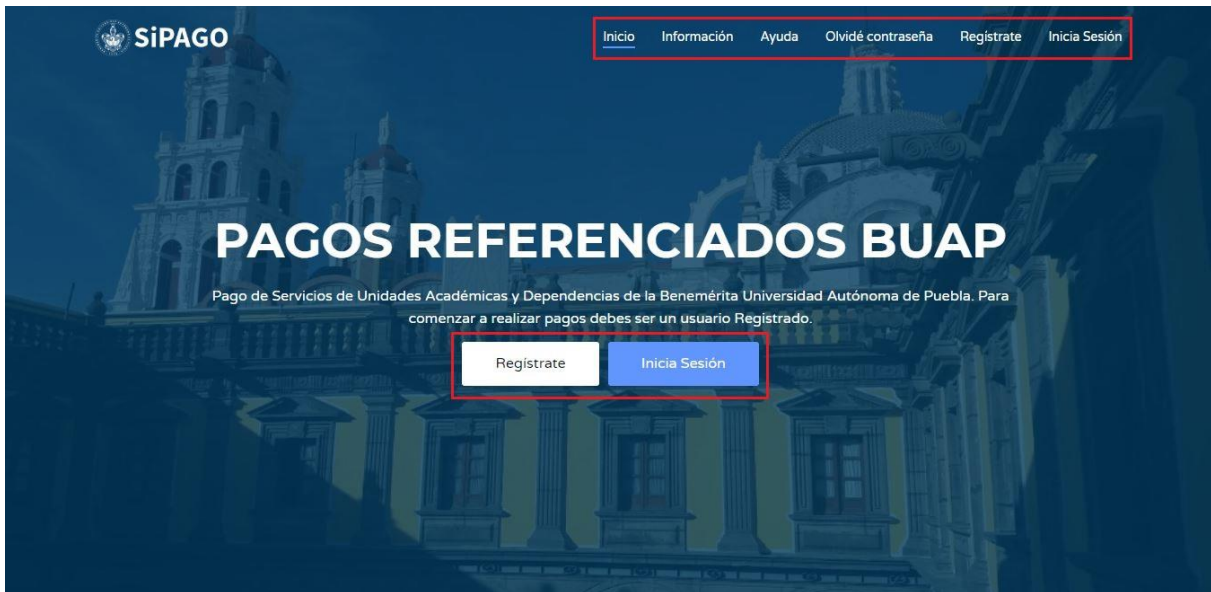 SiPAGO
Inicio Información Ayuda Olvidé contraseña Regístrate Inicia Sesión
PAGOS REFERENCIADOS BUAP
Pago de Servicios de Unidades Académicas y Dependencias de la Benemérita Universidad Autónoma de Puebla. Para
comenzar a realizar pagos debes ser un usuario Registrado.
Regístrate Inicia Sesión